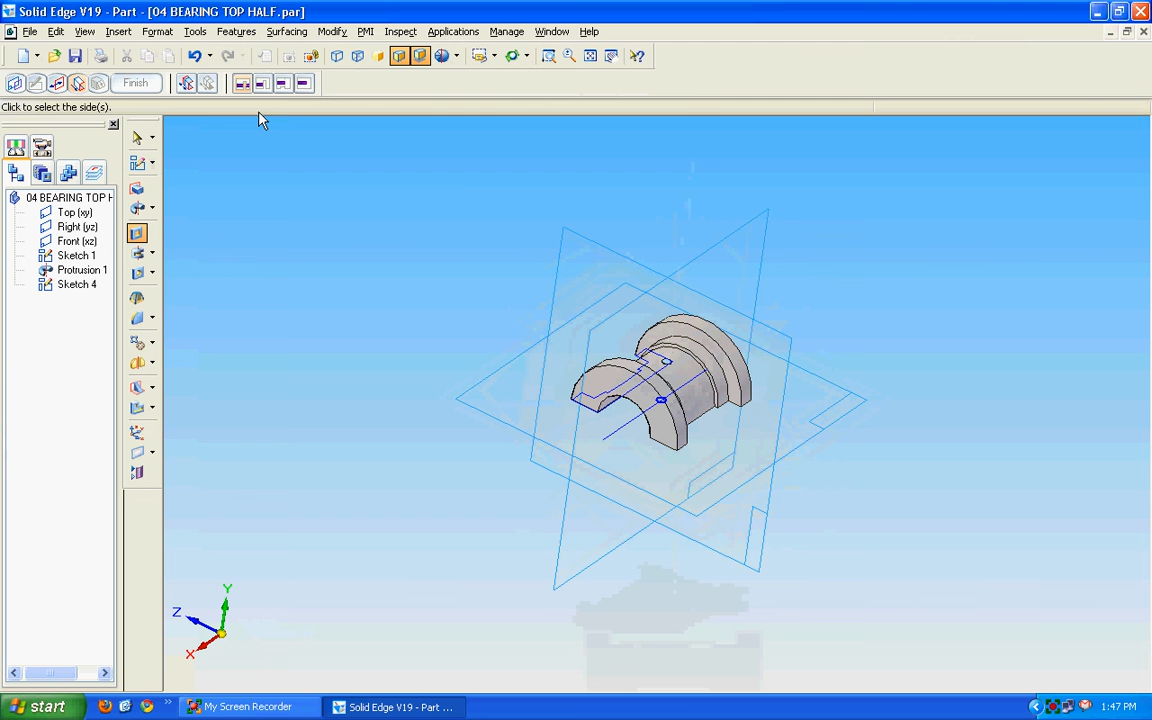 Solid Edge V19 - Part - [04 BEARING TOP HALF.par]
File Edit View Insert Format Tools Features Surfacing Modify PMI Inspect Applications Manage Window Help
Finish
Click to select the side(s).
04 BEARING TOP H
Top (xy)
Right (yz)
Front (xz)
Sketch 1
Protrusion 1
Sketch 4
Y
Z
X
start
My Screen Recorder
Solid Edge V19 - Part ...
1:47 PM